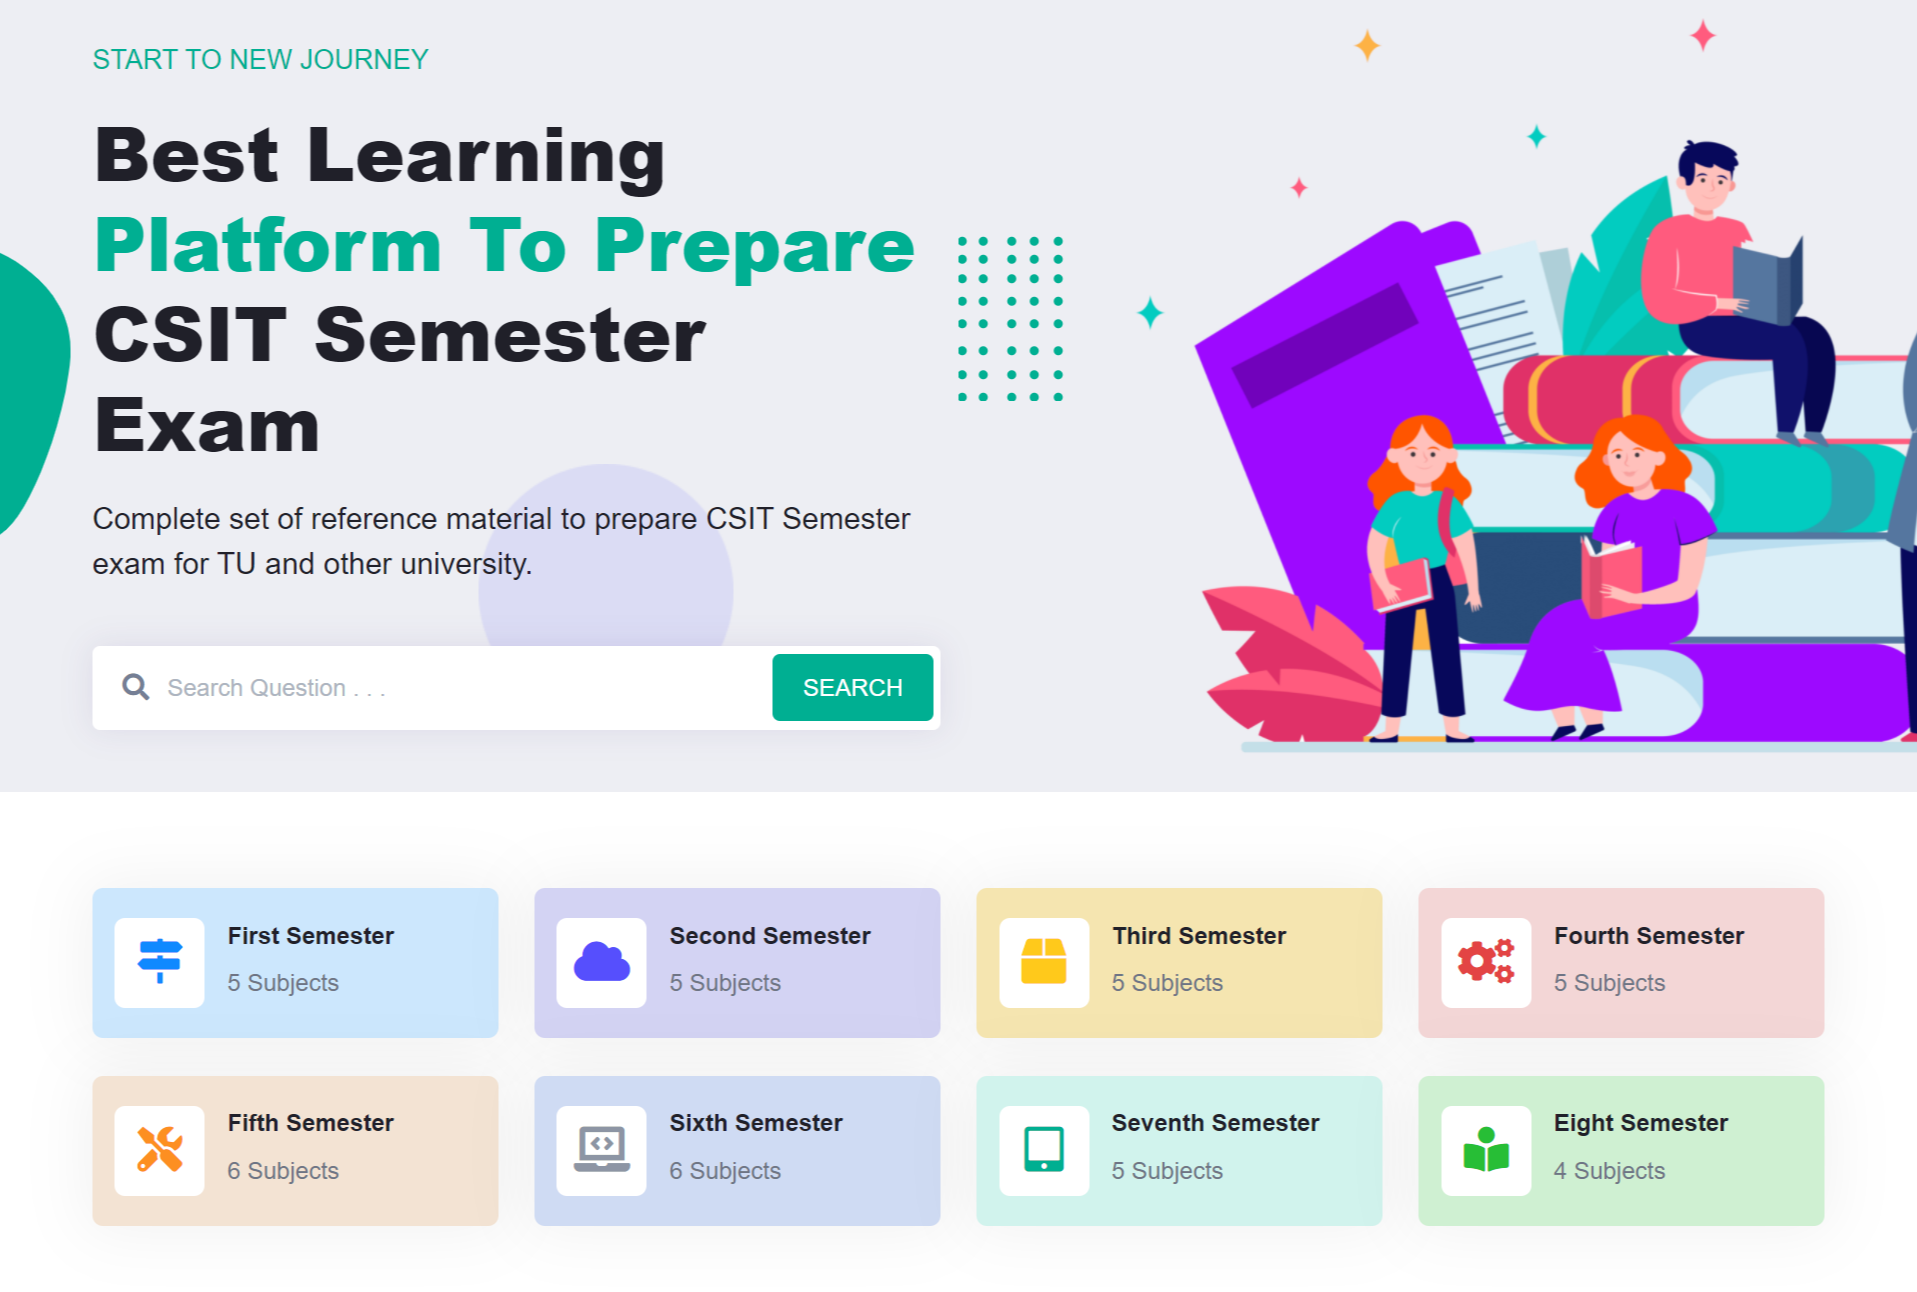 START TO NEW JOURNEY
Best Learning
Platform To Prepare
CSIT Semester
Exam
Complete set of reference material to prepare CSIT Semester
exam for TU and other university.
Search Question . . .
SEARCH
First Semester
5 Subjects
Second Semester
5 Subjects
Third Semester
5 Subjects
Fourth Semester
5 Subjects
Fifth Semester
6 Subjects
Sixth Semester
6 Subjects
Seventh Semester
5 Subjects
Eight Semester
4 Subjects